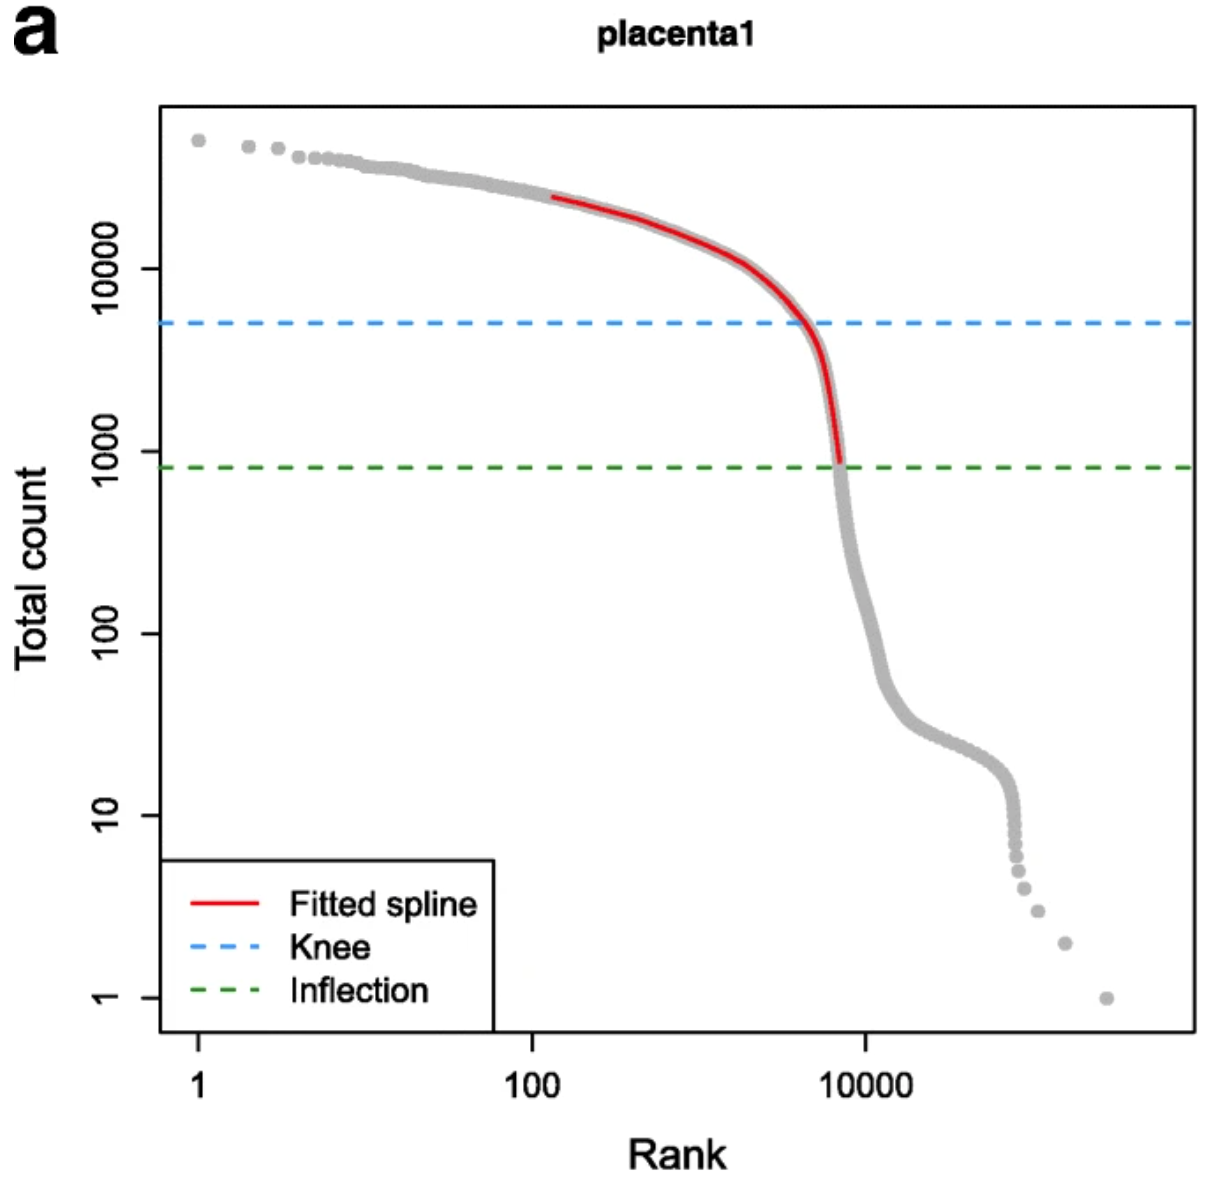 a
placenta1
Total count
10000
1000
100
10
1
Fitted spline
Knee
Inflection
1
100
10000
Rank